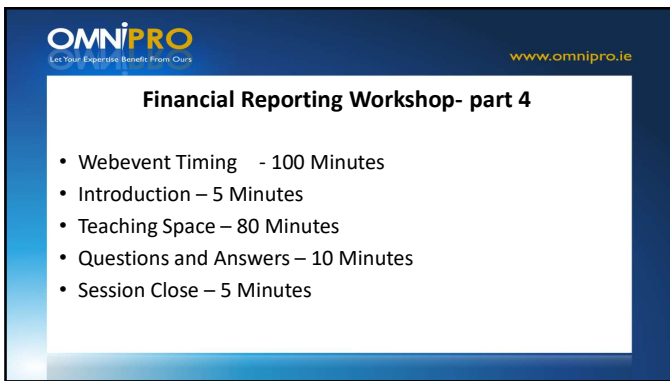 OMNIPRO
Let Your Expertise Benefit From Ours
www.omnipro.ie
Financial Reporting Workshop- part 4
• Webevent Timing - 100 Minutes
• Introduction – 5 Minutes
• Teaching Space – 80 Minutes
• Questions and Answers – 10 Minutes
• Session Close – 5 Minutes